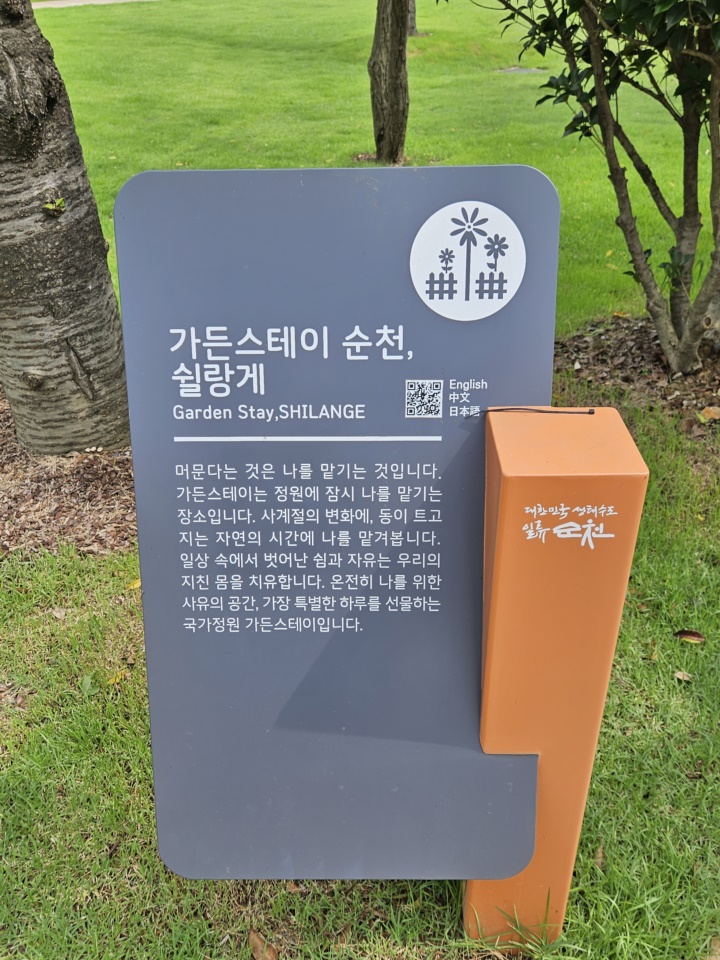 가든스테이 순천,
쉴랑게
Garden Stay,SHILANGE
English
中文
日本語
머문다는 것은 나를 맡기는 것입니다.
가든스테이는 정원에 잠시 나를 맡기는
장소입니다. 사계절의 변화에, 동이 트고
지는 자연의 시간에 나를 맡겨봅니다.
일상 속에서 벗어난 쉼과 자유는 우리의
지친 몸을 치유합니다. 온전히 나를 위한
사유의 공간, 가장 특별한 하루를 선물하는
국가정원 가든스테이입니다.
대한민국 생태수도
일류 순천